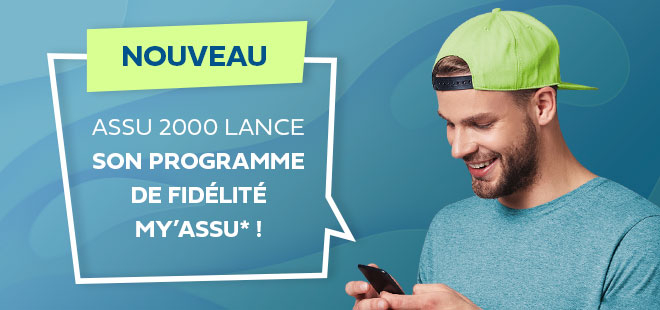 NOUVEAU
ASSU 2000 LANCE
SON PROGRAMME
DE FIDÉLITÉ
MY'ASSU* !